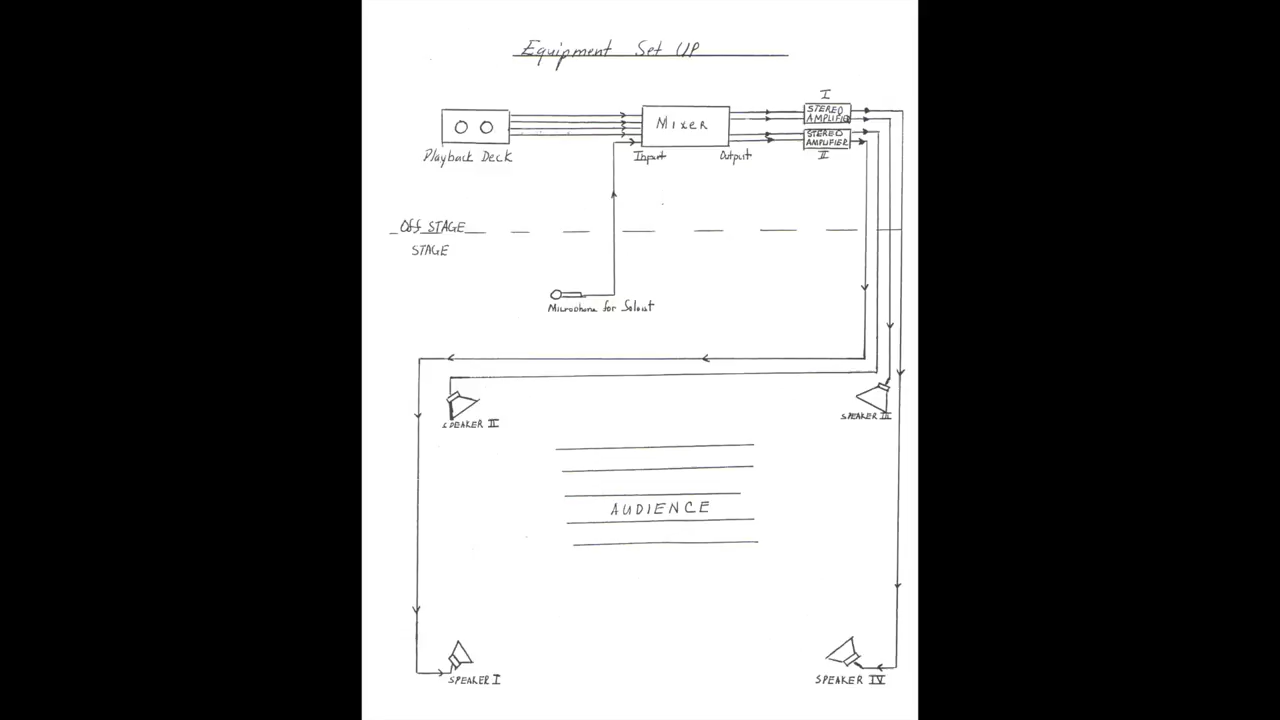 Equipment Set UP
I
STEREO
AMPLIFIER
Mixer
STEREO
AMPLIFIER
II
Playback Deck
Input
Output
Off STAGE
STAGE
Microphone for Soloist
SPEAKER II
SPEAKER III
AUDIENCE
SPEAKER I
SPEAKER IV